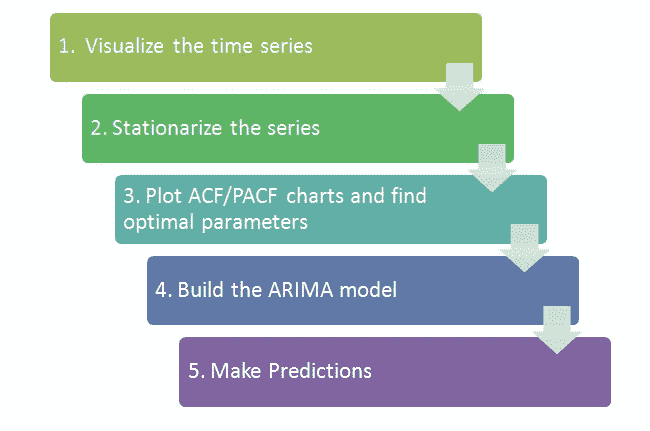 1. Visualize the time series
2. Stationarize the series
3. Plot ACF/PACF charts and find
optimal parameters
4. Build the ARIMA model
5. Make Predictions